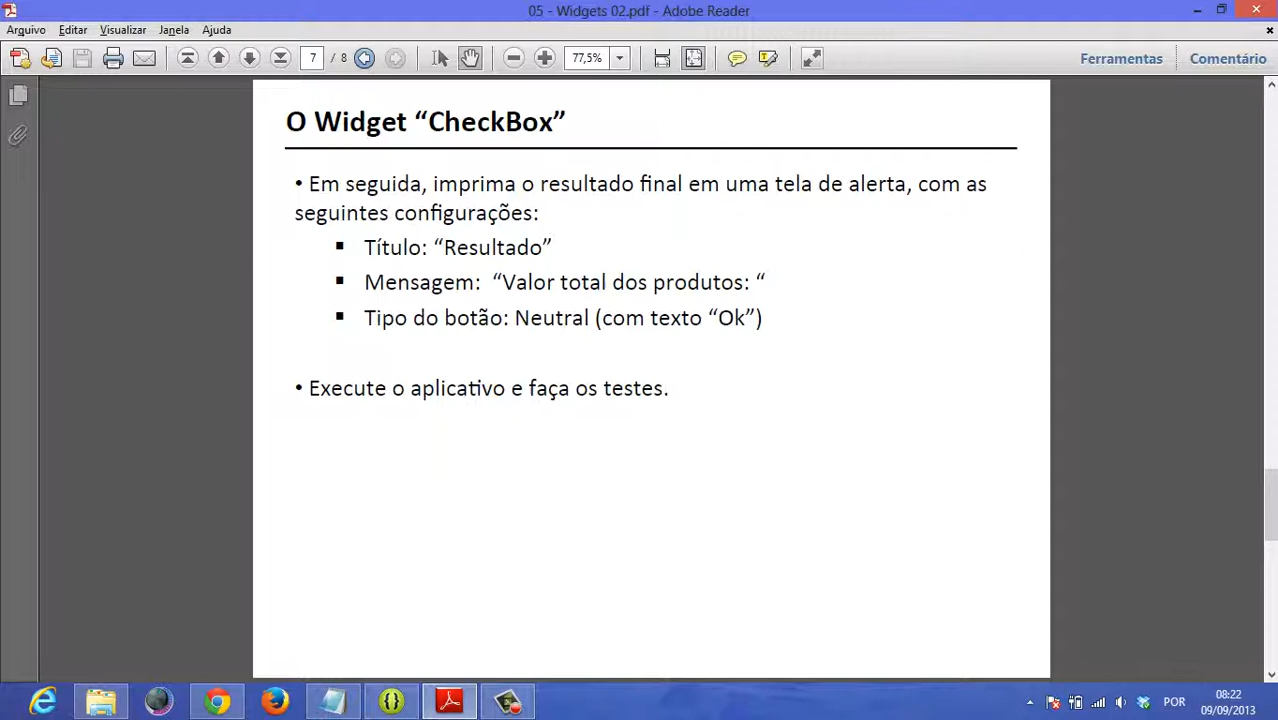 05 - Widgets 02.pdf - Adobe Reader
Arquivo Editar Visualizar Janela Ajuda
7 / 8 77,5% Ferramentas Comentário
O Widget “CheckBox”
• Em seguida, imprima o resultado final em uma tela de alerta, com as
seguintes configurações:
▪ Título: “Resultado”
▪ Mensagem: “Valor total dos produtos: “
▪ Tipo do botão: Neutral (com texto “Ok”)
• Execute o aplicativo e faça os testes.
08:22
POR
09/09/2013